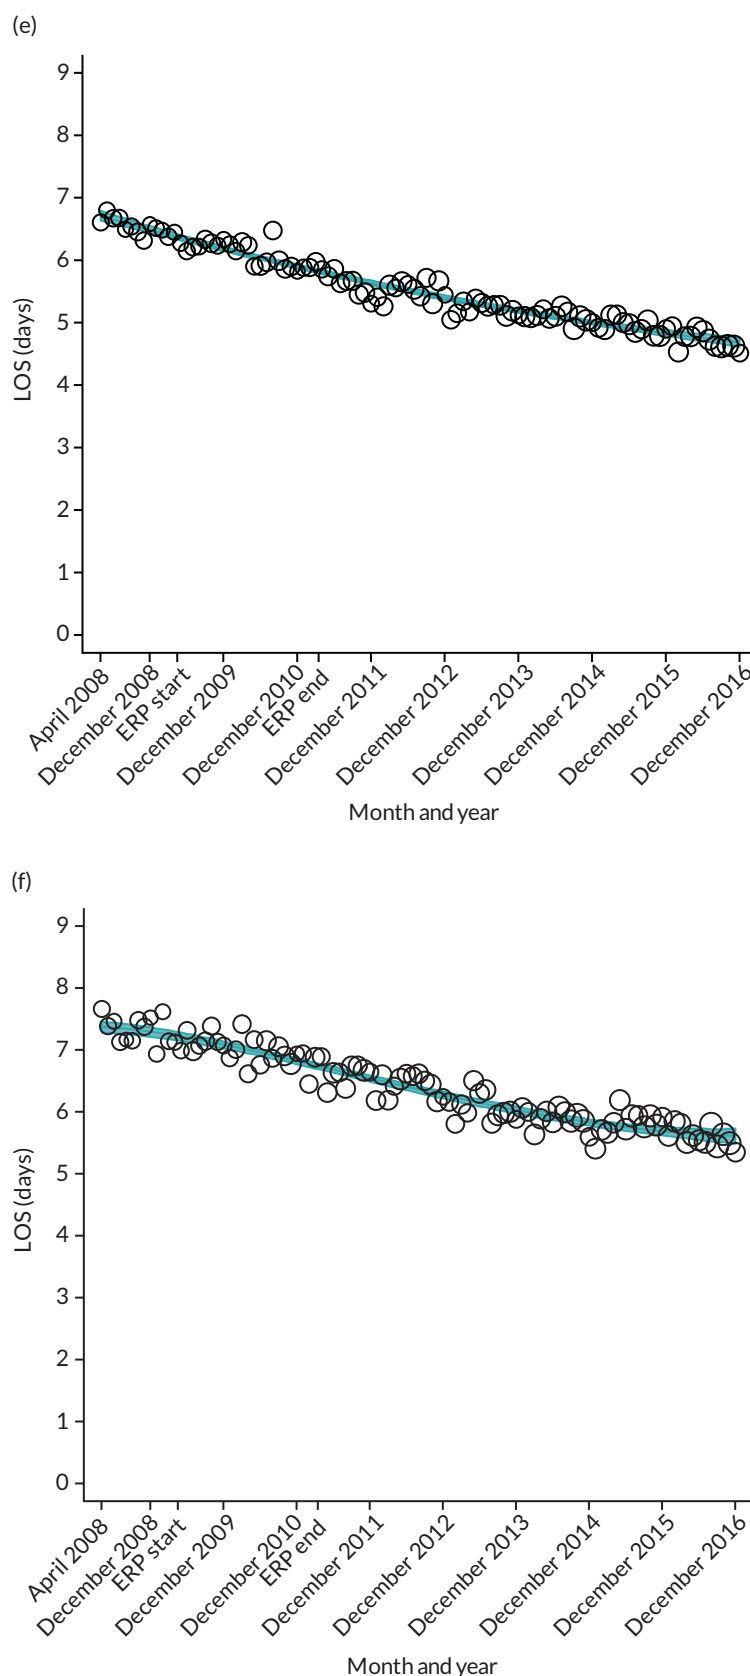 (e)
9
8
7
6
5
4
3
2
1
0
LOS (days)
April 2008
December 2008
ERP start
December 2009
December 2010
ERP end
December 2011
December 2012
December 2013
December 2014
December 2015
December 2016
Month and year
(f)
9
8
7
6
5
4
3
2
1
0
LOS (days)
April 2008
December 2008
ERP start
December 2009
December 2010
ERP end
December 2011
December 2012
December 2013
December 2014
December 2015
December 2016
Month and year